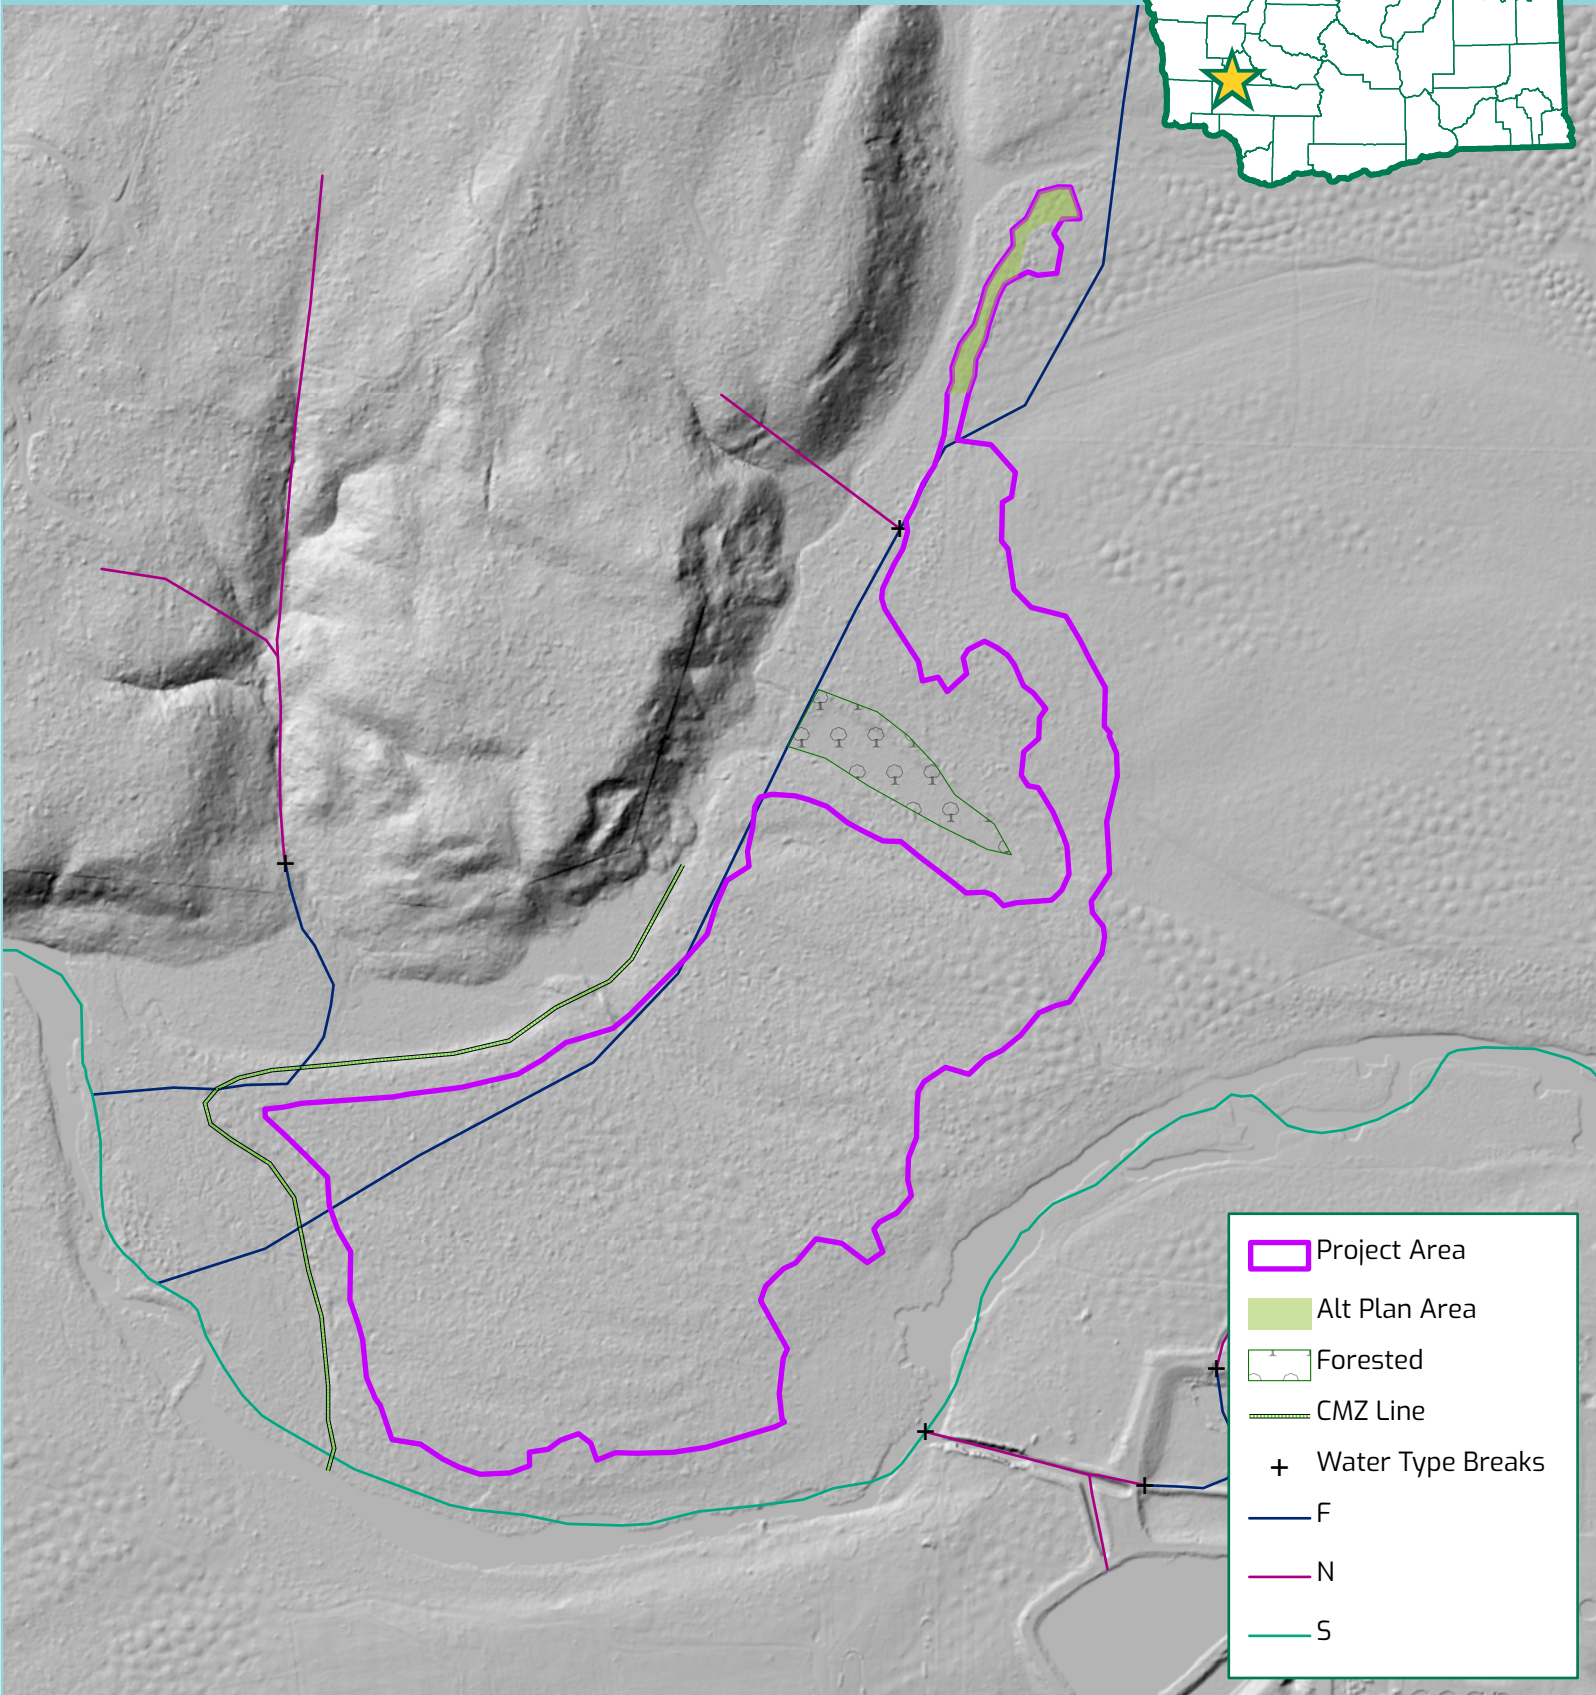 Project Area
Alt Plan Area
Forested
CMZ Line
Water Type Breaks
F
N
S